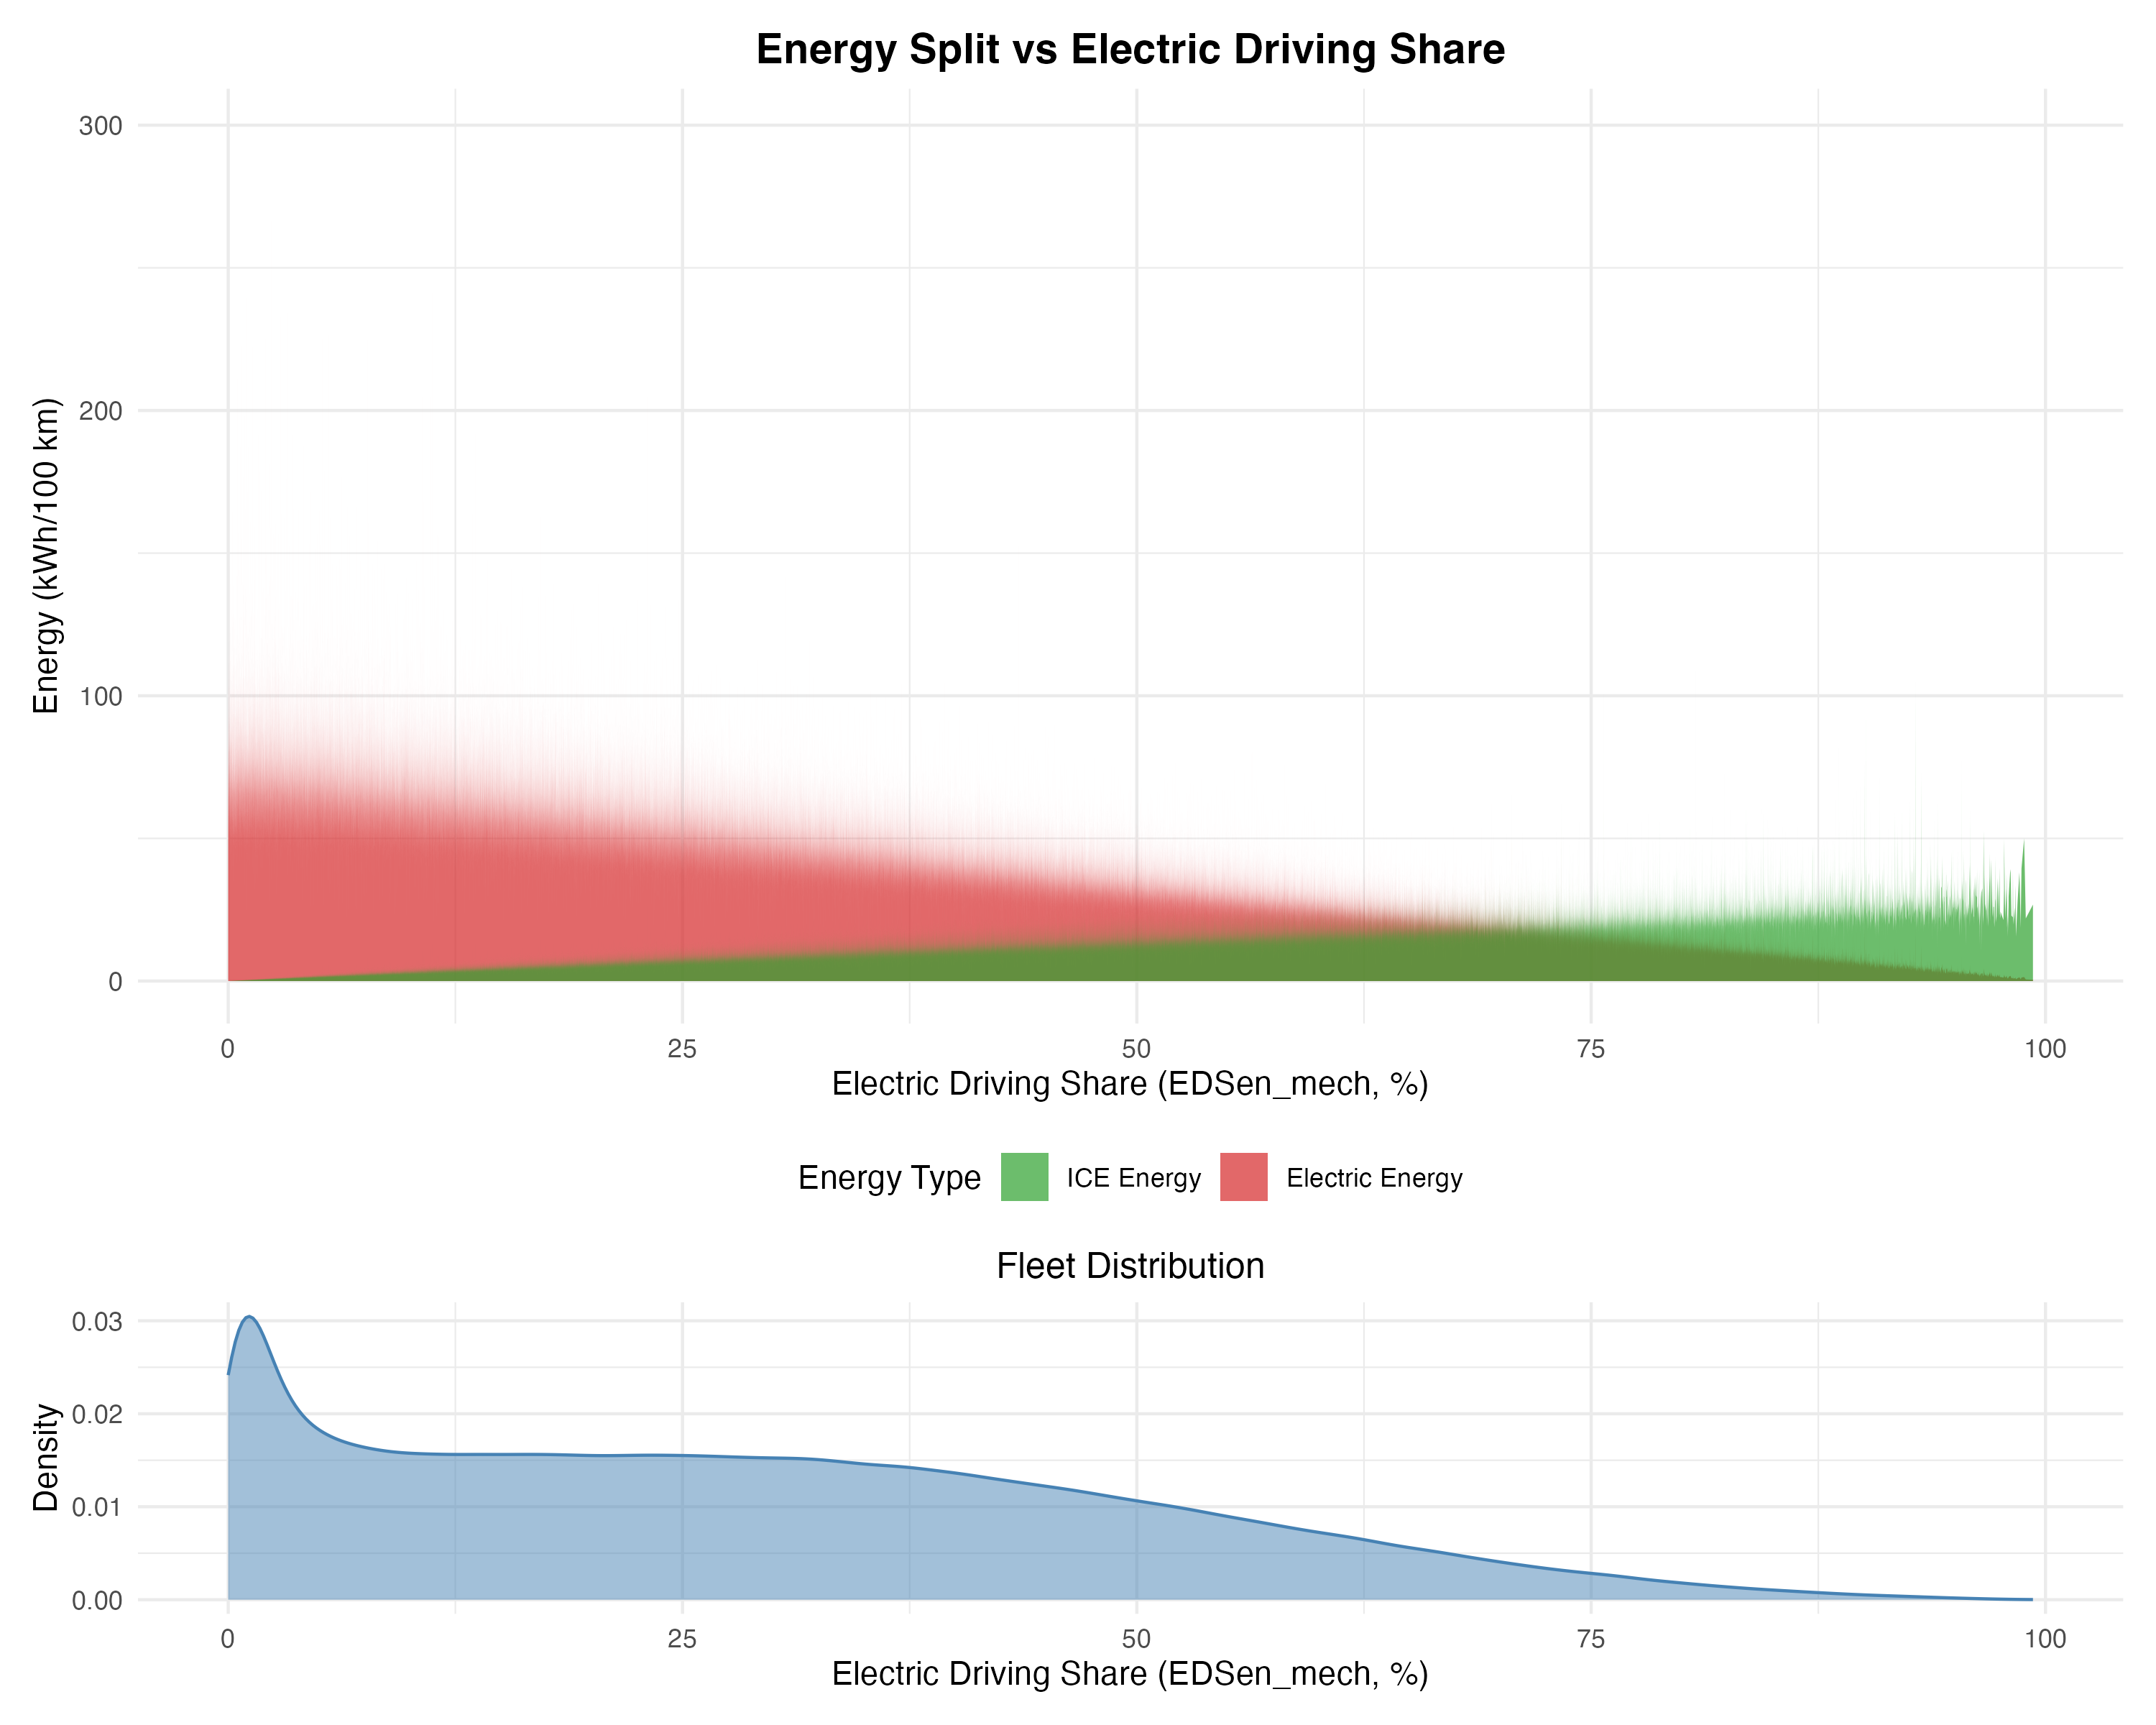 Energy Split vs Electric Driving Share
300
200
100
0
Energy (kWh/100 km)
0 25 50 75 100
Electric Driving Share (EDSen_mech, %)
Energy Type ICE Energy Electric Energy
Fleet Distribution
0.03
0.02
0.01
0.00
Density
0 25 50 75 100
Electric Driving Share (EDSen_mech, %)